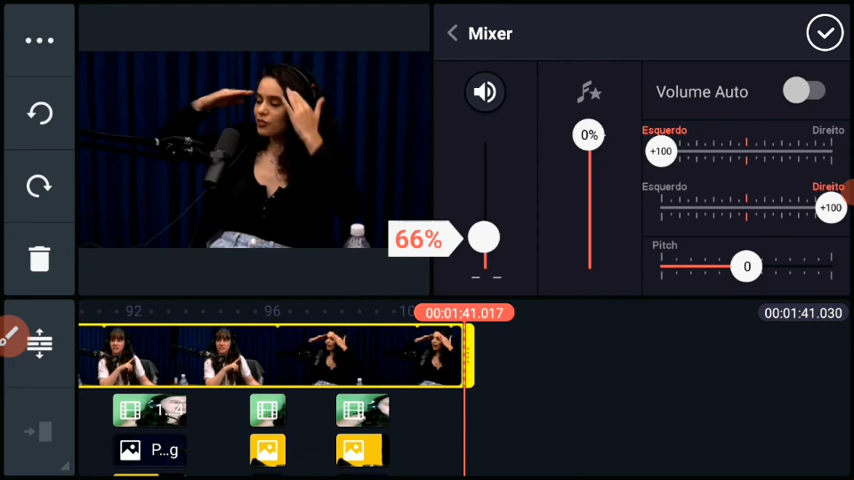 Mixer
0%
Volume Auto
Esquerdo
Direito
+100
Esquerdo
Direito
+100
66%
Pitch
0
92
96
00:01:41.017
00:01:41.030
P...g